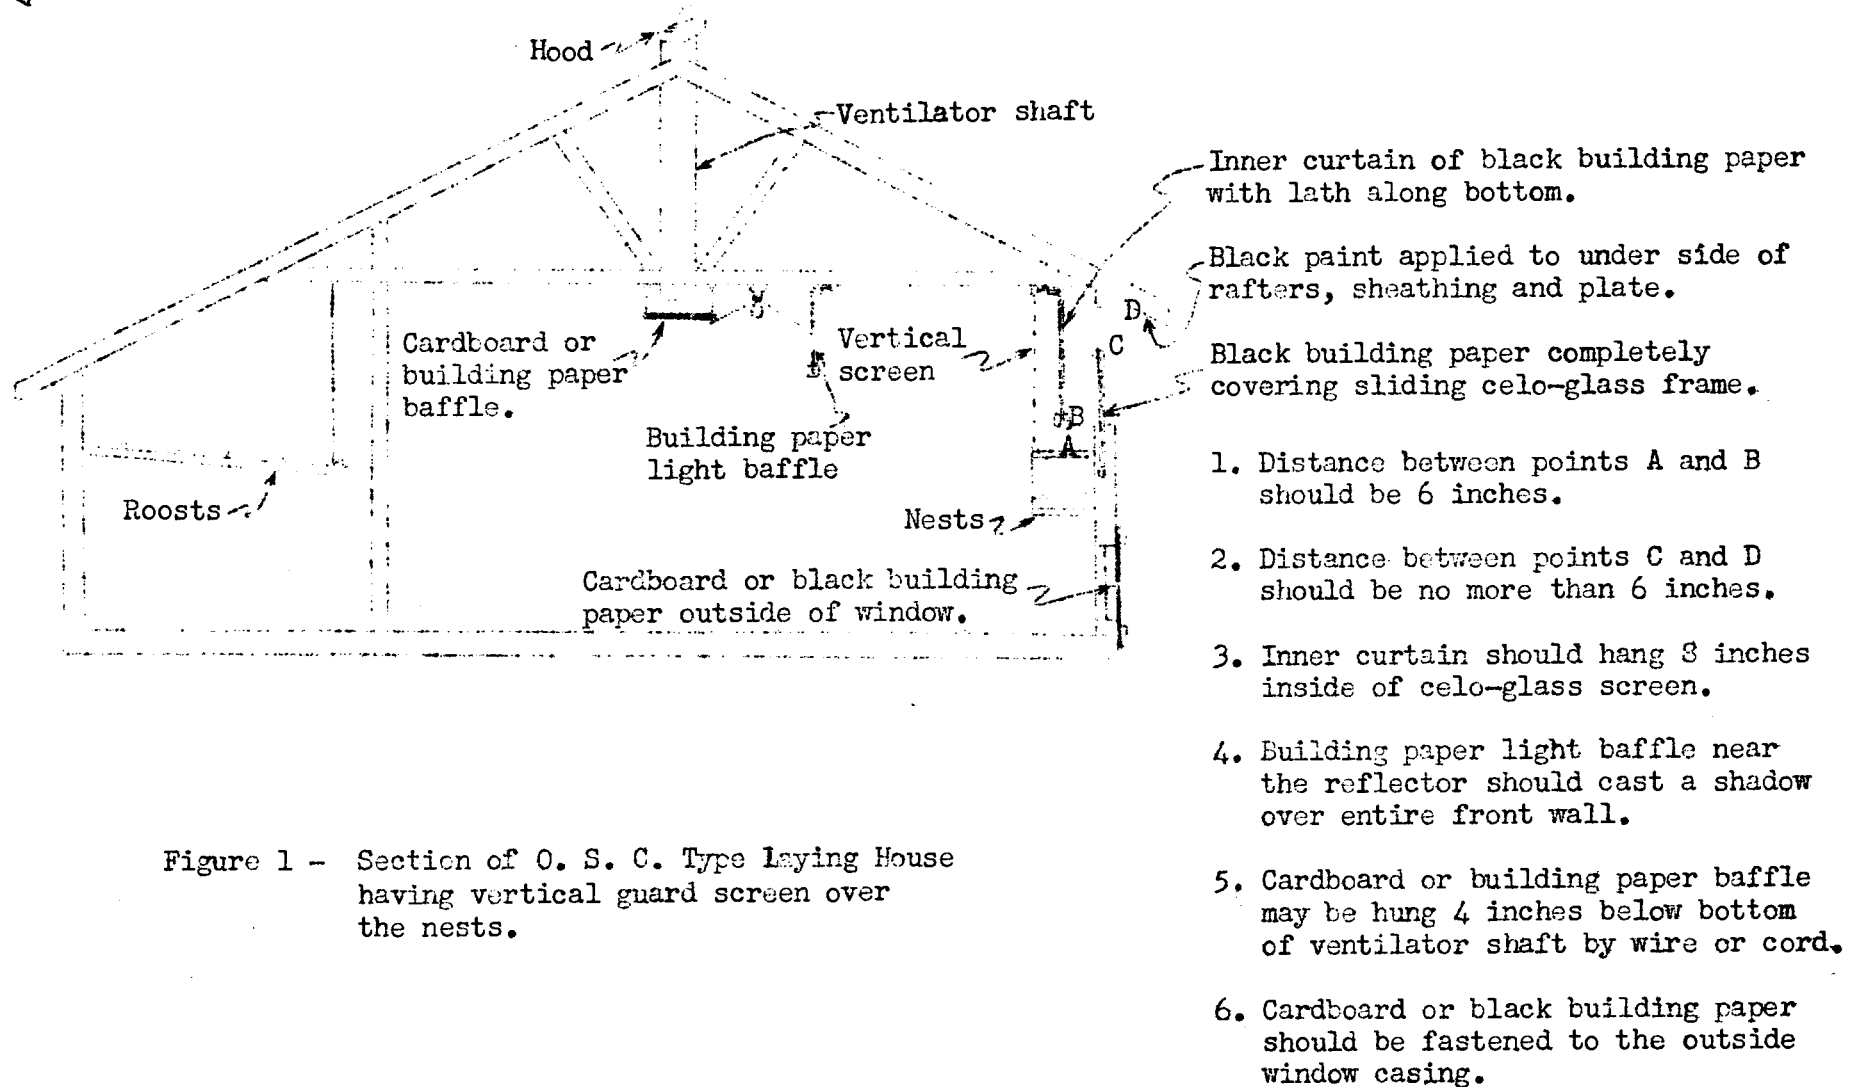 Hood
Ventilator shaft
Inner curtain of black building paper
with lath along bottom.
Black paint applied to under side of
rafters, sheathing and plate.
D
C
Black building paper completely
covering sliding celo-glass frame.
Cardboard or
building paper
baffle.
Vertical
screen
B
A
Building paper
light baffle
Roosts
Nests
Cardboard or black building
paper outside of window.
1. Distance between points A and B
should be 6 inches.
2. Distance between points C and D
should be no more than 6 inches.
3. Inner curtain should hang 8 inches
inside of celo-glass screen.
4. Building paper light baffle near
the reflector should cast a shadow
over entire front wall.
5. Cardboard or building paper baffle
may be hung 4 inches below bottom
of ventilator shaft by wire or cord.
6. Cardboard or black building paper
should be fastened to the outside
window casing.
Figure 1 - Section of O. S. C. Type Laying House
having vertical guard screen over
the nests.